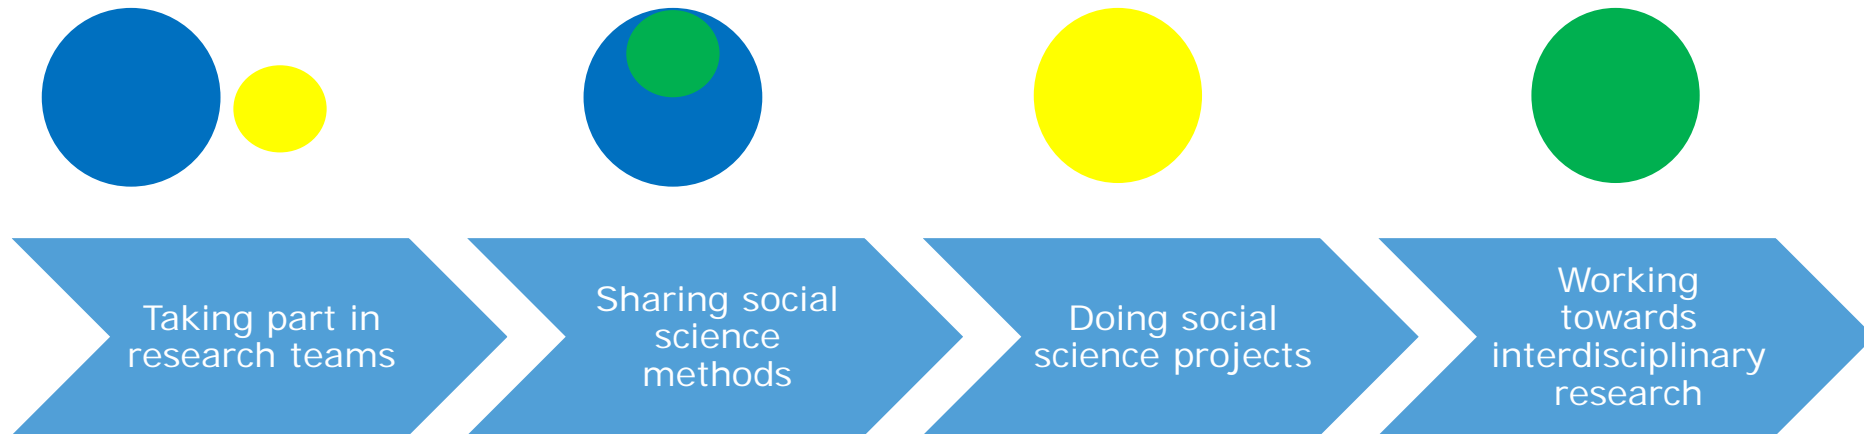 Taking part in
research teams
Sharing social
science
methods
Doing social
science projects
Working
towards
interdisciplinary
research